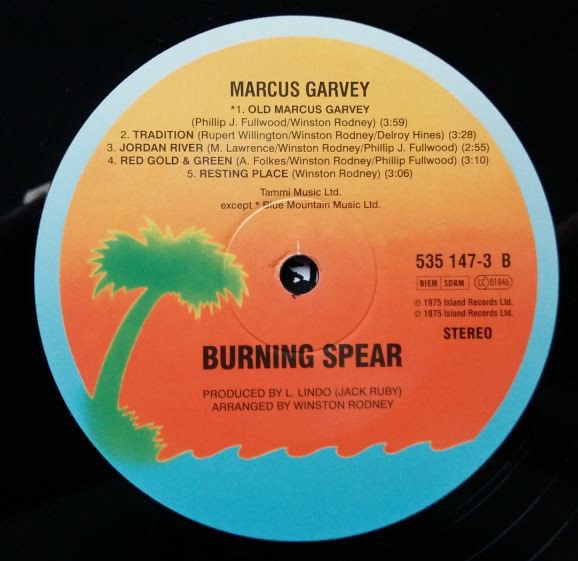 MARCUS GARVEY
*1. OLD MARCUS GARVEY
(Phillip J. Fullwood/Winston Rodney) (3:59)
2. TRADITION (Rupert Willington/Winston Rodney/Delroy Hines) (3:28)
3. JORDAN RIVER (M. Lawrence/Winston Rodney/Phillip J. Fullwood) (2:55)
4. RED GOLD & GREEN (A. Folkes/Winston Rodney/Phillip Fullwood) (3:10)
5. RESTING PLACE (Winston Rodney) (3:06)
Tammi Music Ltd.
except * Blue Mountain Music Ltd.
535 147-3 B
BIEM SDRM LC 01846
℗ 1975 Island Records Ltd.
© 1975 Island Records Ltd.
STEREO
BURNING SPEAR
PRODUCED BY L. LINDO (JACK RUBY)
ARRANGED BY WINSTON RODNEY